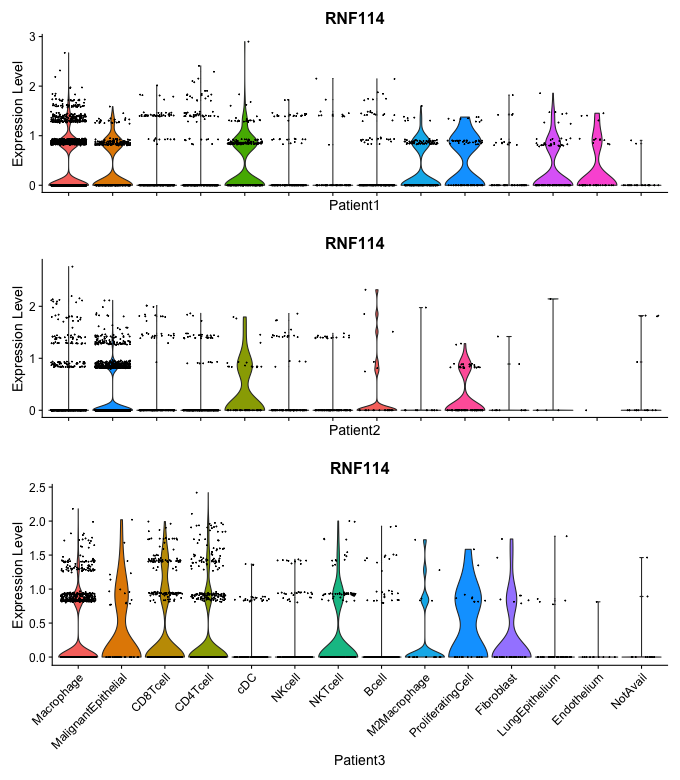 RNF114
Expression Level
3
2
1
0
Patient1
RNF114
Expression Level
2
1
0
Patient2
RNF114
Expression Level
2.5
2.0
1.5
1.0
0.5
0.0
Macrophage
MalignantEpithelial
CD8Tcell
CD4Tcell
cDC
NKcell
NKTcell
Bcell
M2Macrophage
ProliferatingCell
Fibroblast
LungEpithelium
Endothelium
NotAvail
Patient3